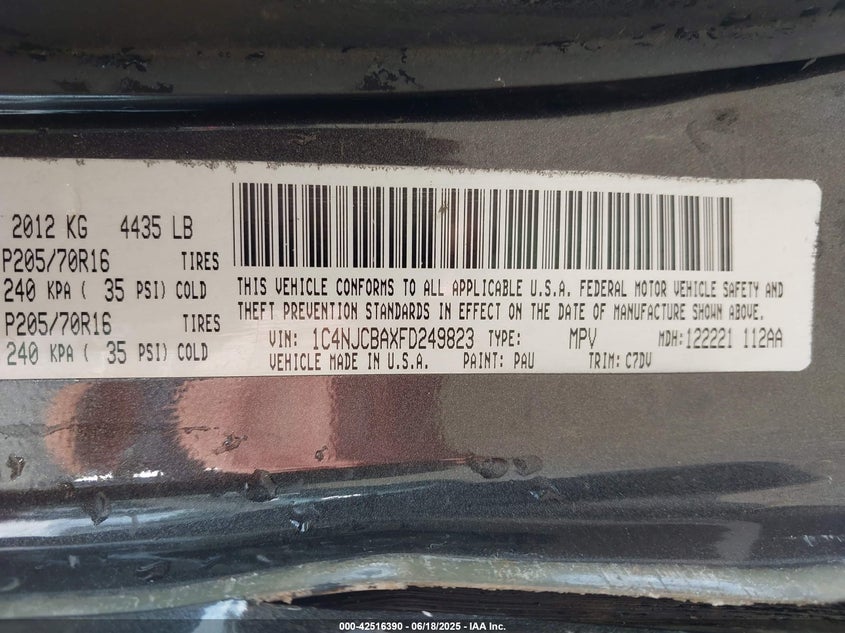 2012 KG 4435 LB
P205/70R16 TIRES
240 KPA ( 35 PSI) COLD
P205/70R16 TIRES
240 KPA ( 35 PSI) COLD
THIS VEHICLE CONFORMS TO ALL APPLICABLE U.S.A. FEDERAL MOTOR VEHICLE SAFETY AND
THEFT PREVENTION STANDARDS IN EFFECT ON THE DATE OF MANUFACTURE SHOWN ABOVE.
VIN: 1C4NJCBAXFD249823 TYPE: MPV MDH: 122221 112AA
VEHICLE MADE IN U.S.A. PAINT: PAU TRIM: C7DV
000-42516390 - 06/18/2025 - IAA Inc.